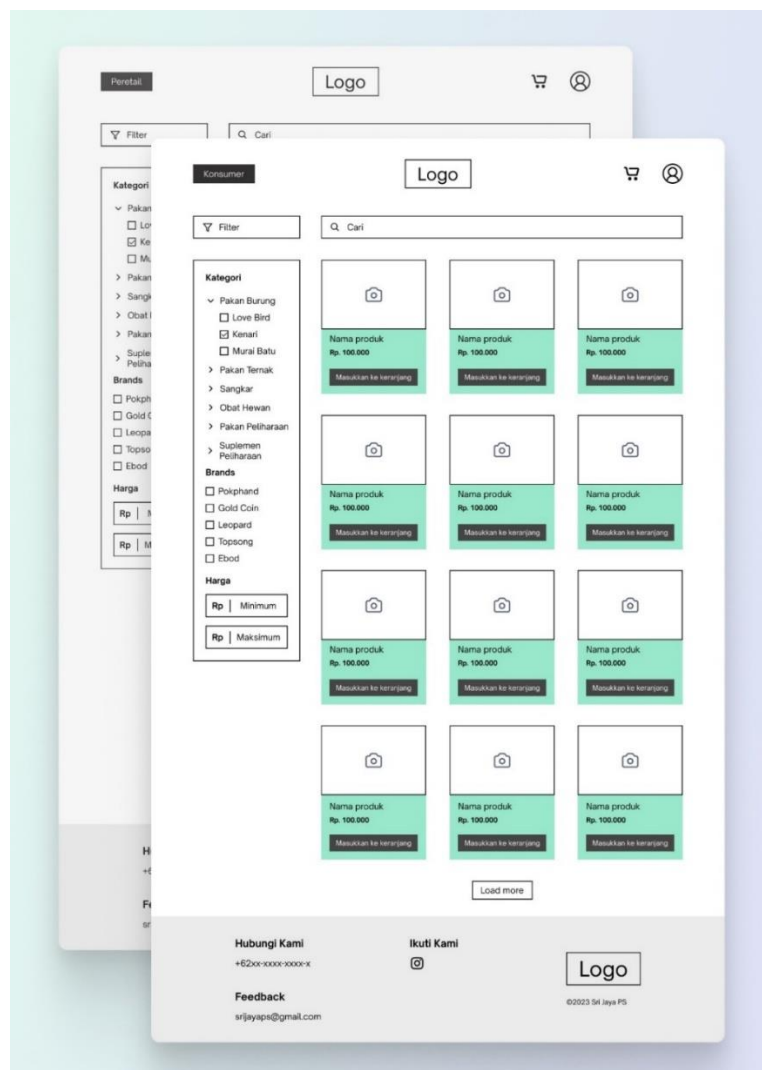 Peretail
Logo
Filter
Cari
Kategori
Pakan
Pakan
Brands
Ebod
Harga
Rp
Rp
Konsumer
Logo
Filter
Cari
Kategori
Pakan Burung
Love Bird
Kenari
Murai Batu
Pakan Ternak
Sangkar
Obat Hewan
Pakan Peliharaan
Suplemen
Peliharaan
Brands
Pokphand
Gold Coin
Leopard
Topsong
Ebod
Harga
Rp Minimum
Rp Maksimum
Nama produk
Rp. 100.000
Masukkan ke keranjang
Nama produk
Rp. 100.000
Masukkan ke keranjang
Nama produk
Rp. 100.000
Masukkan ke keranjang
Nama produk
Rp. 100.000
Masukkan ke keranjang
Nama produk
Rp. 100.000
Masukkan ke keranjang
Nama produk
Rp. 100.000
Masukkan ke keranjang
Nama produk
Rp. 100.000
Masukkan ke keranjang
Nama produk
Rp. 100.000
Masukkan ke keranjang
Nama produk
Rp. 100.000
Masukkan ke keranjang
Nama produk
Rp. 100.000
Masukkan ke keranjang
Nama produk
Rp. 100.000
Masukkan ke keranjang
Nama produk
Rp. 100.000
Masukkan ke keranjang
Load more
Hubungi Kami
+62xx-xxxx-xxxx-x
Feedback
srijayaps@gmail.com
Ikuti Kami
Logo
©2023 Sri Jaya PS